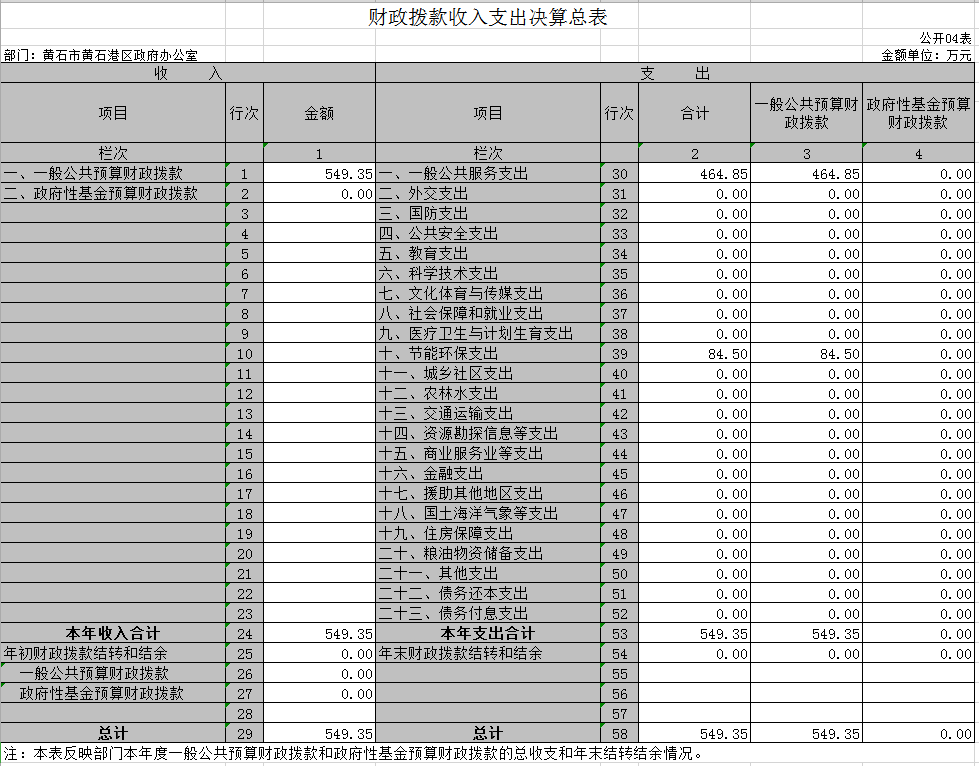 财政拨款收入支出决算总表
公开04表
部门：黄石市黄石港区政府办公室 金额单位：万元
收 入 支 出
项目 行次 金额 项目 行次 合计 一般公共预算财政拨款 政府性基金预算财政拨款
栏次 1 栏次 2 3 4
一、一般公共预算财政拨款 1 549.35 一、一般公共服务支出 30 464.85 464.85 0.00
二、政府性基金预算财政拨款 2 0.00 二、外交支出 31 0.00 0.00 0.00
3 三、国防支出 32 0.00 0.00 0.00
4 四、公共安全支出 33 0.00 0.00 0.00
5 五、教育支出 34 0.00 0.00 0.00
6 六、科学技术支出 35 0.00 0.00 0.00
7 七、文化体育与传媒支出 36 0.00 0.00 0.00
8 八、社会保障和就业支出 37 0.00 0.00 0.00
9 九、医疗卫生与计划生育支出 38 0.00 0.00 0.00
10 十、节能环保支出 39 84.50 84.50 0.00
11 十一、城乡社区支出 40 0.00 0.00 0.00
12 十二、农林水支出 41 0.00 0.00 0.00
13 十三、交通运输支出 42 0.00 0.00 0.00
14 十四、资源勘探信息等支出 43 0.00 0.00 0.00
15 十五、商业服务业等支出 44 0.00 0.00 0.00
16 十六、金融支出 45 0.00 0.00 0.00
17 十七、援助其他地区支出 46 0.00 0.00 0.00
18 十八、国土海洋气象等支出 47 0.00 0.00 0.00
19 十九、住房保障支出 48 0.00 0.00 0.00
20 二十、粮油物资储备支出 49 0.00 0.00 0.00
21 二十一、其他支出 50 0.00 0.00 0.00
22 二十二、债务还本支出 51 0.00 0.00 0.00
23 二十三、债务付息支出 52 0.00 0.00 0.00
本年收入合计 24 549.35 本年支出合计 53 549.35 549.35 0.00
年初财政拨款结转和结余 25 0.00 年末财政拨款结转和结余 54 0.00 0.00 0.00
一般公共预算财政拨款 26 0.00 55
政府性基金预算财政拨款 27 0.00 56
28 57
总计 29 549.35 总计 58 549.35 549.35 0.00
注：本表反映部门本年度一般公共预算财政拨款和政府性基金预算财政拨款的总收支和年末结转结余情况。